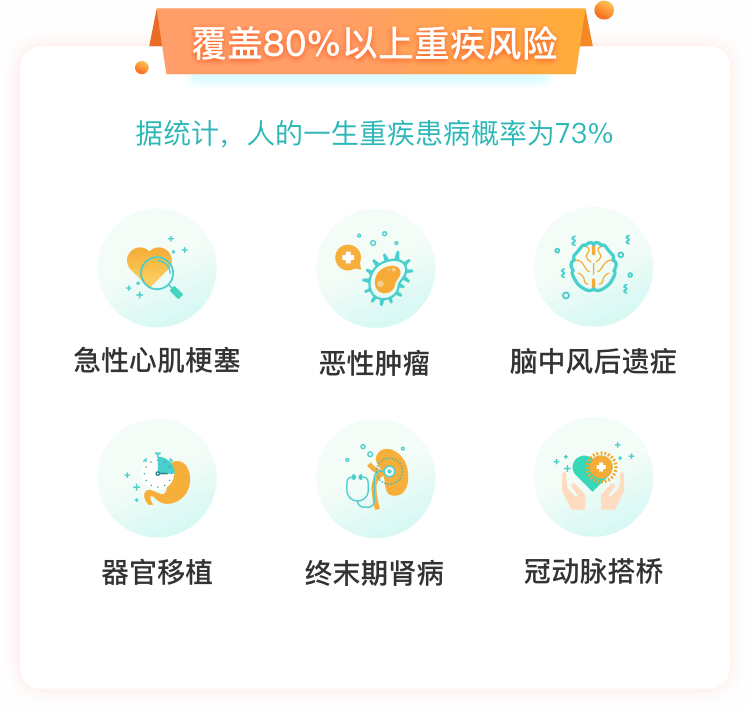 覆盖80%以上重疾风险
据统计，人的一生重疾患病概率为73%
急性心肌梗塞
恶性肿瘤
脑中风后遗症
器官移植
终末期肾病
冠动脉搭桥